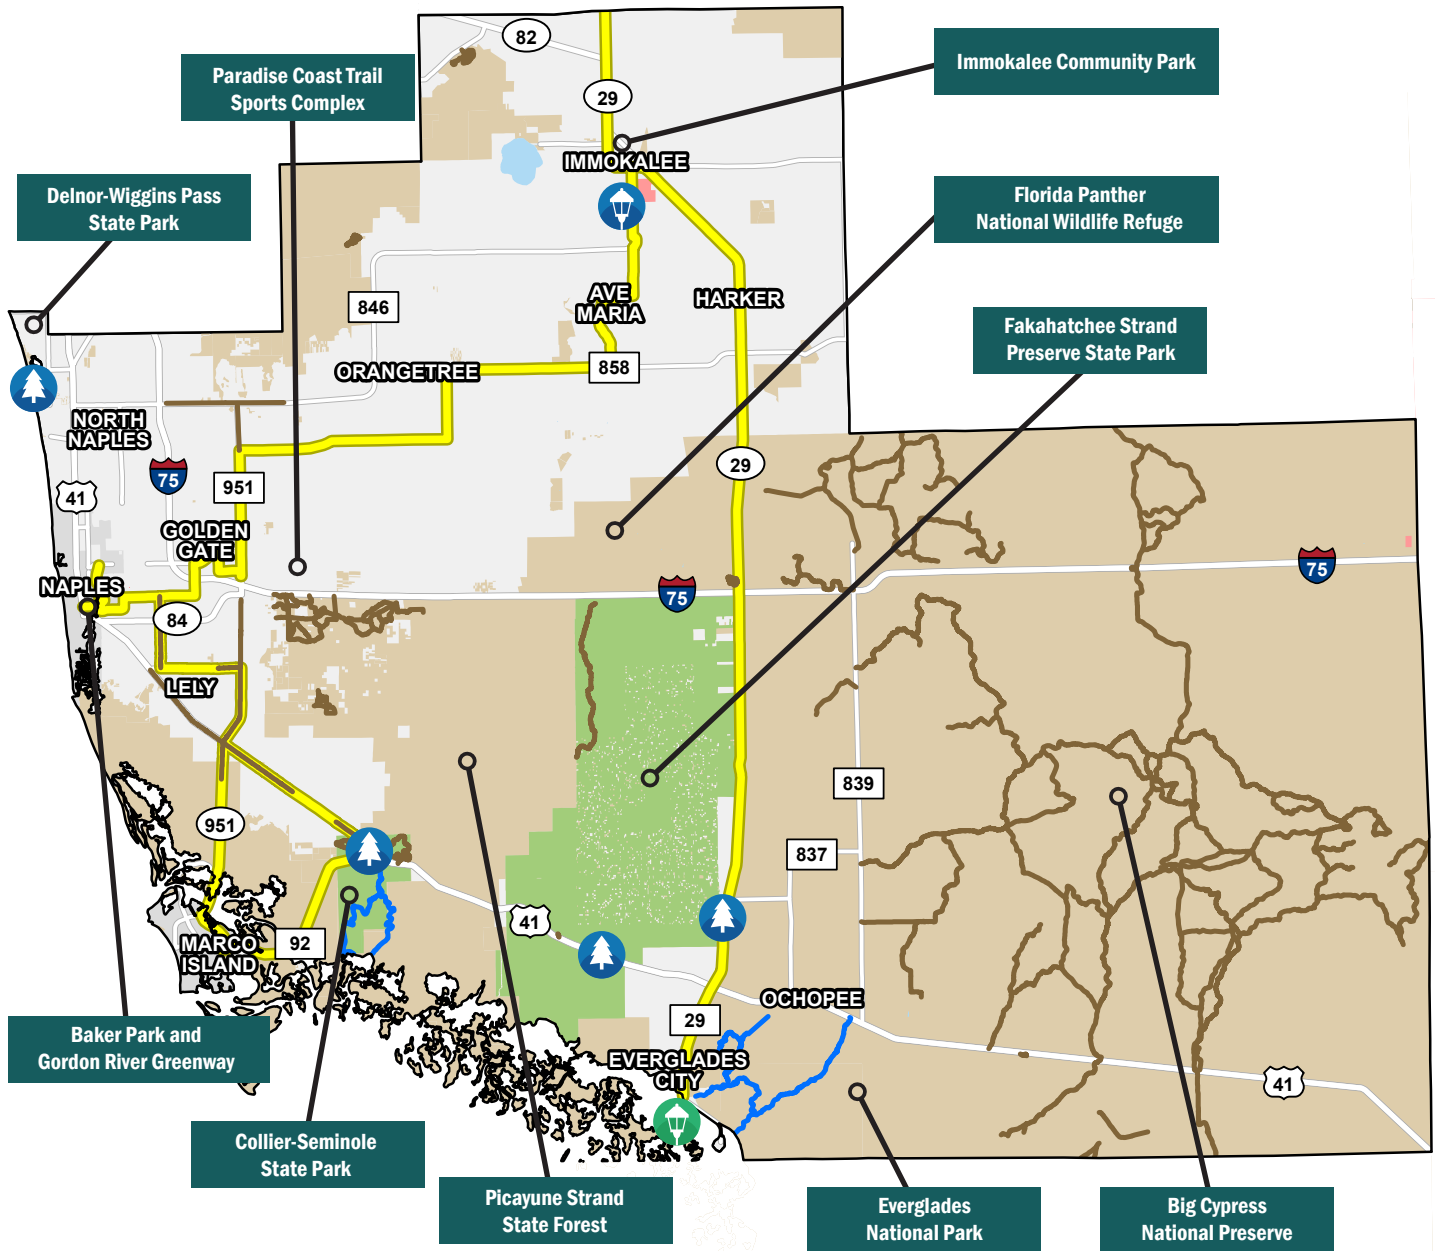 82
Paradise Coast Trail
Sports Complex
Immokalee Community Park
29
IMMOKALEE
Delnor-Wiggins Pass
State Park
Florida Panther
National Wildlife Refuge
AVE
MARIA
HARKER
846
Fakahatchee Strand
Preserve State Park
ORANGETREE
858
NORTH
NAPLES
29
75
951
41
GOLDEN
GATE
75
NAPLES
75
84
LELY
839
951
837
41
92
MARCO
ISLAND
OCHOPEE
29
Baker Park and
Gordon River Greenway
EVERGLADES
CITY
41
Collier-Seminole
State Park
Picayune Strand
State Forest
Everglades
National Park
Big Cypress
National Preserve